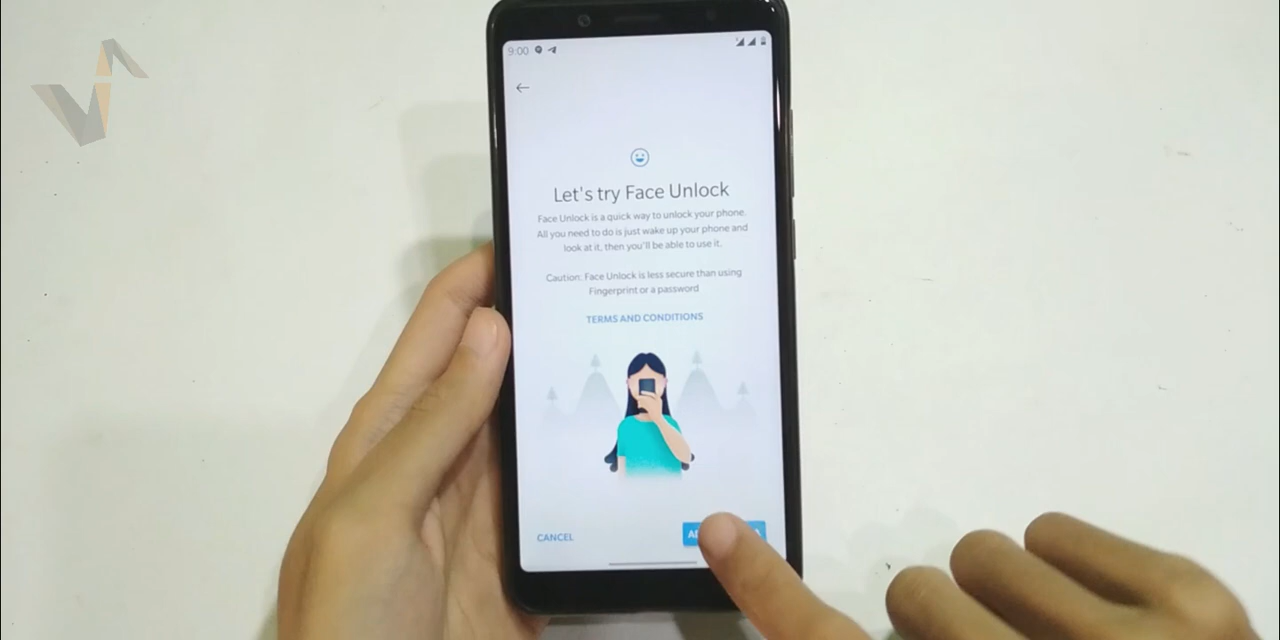 9:00
Let's try Face Unlock
Face Unlock is a quick way to unlock your phone.
All you need to do is just wake up your phone and
look at it, then you'll be able to use it.
Caution: Face Unlock is less secure than using
Fingerprint or a password
TERMS AND CONDITIONS
CANCEL